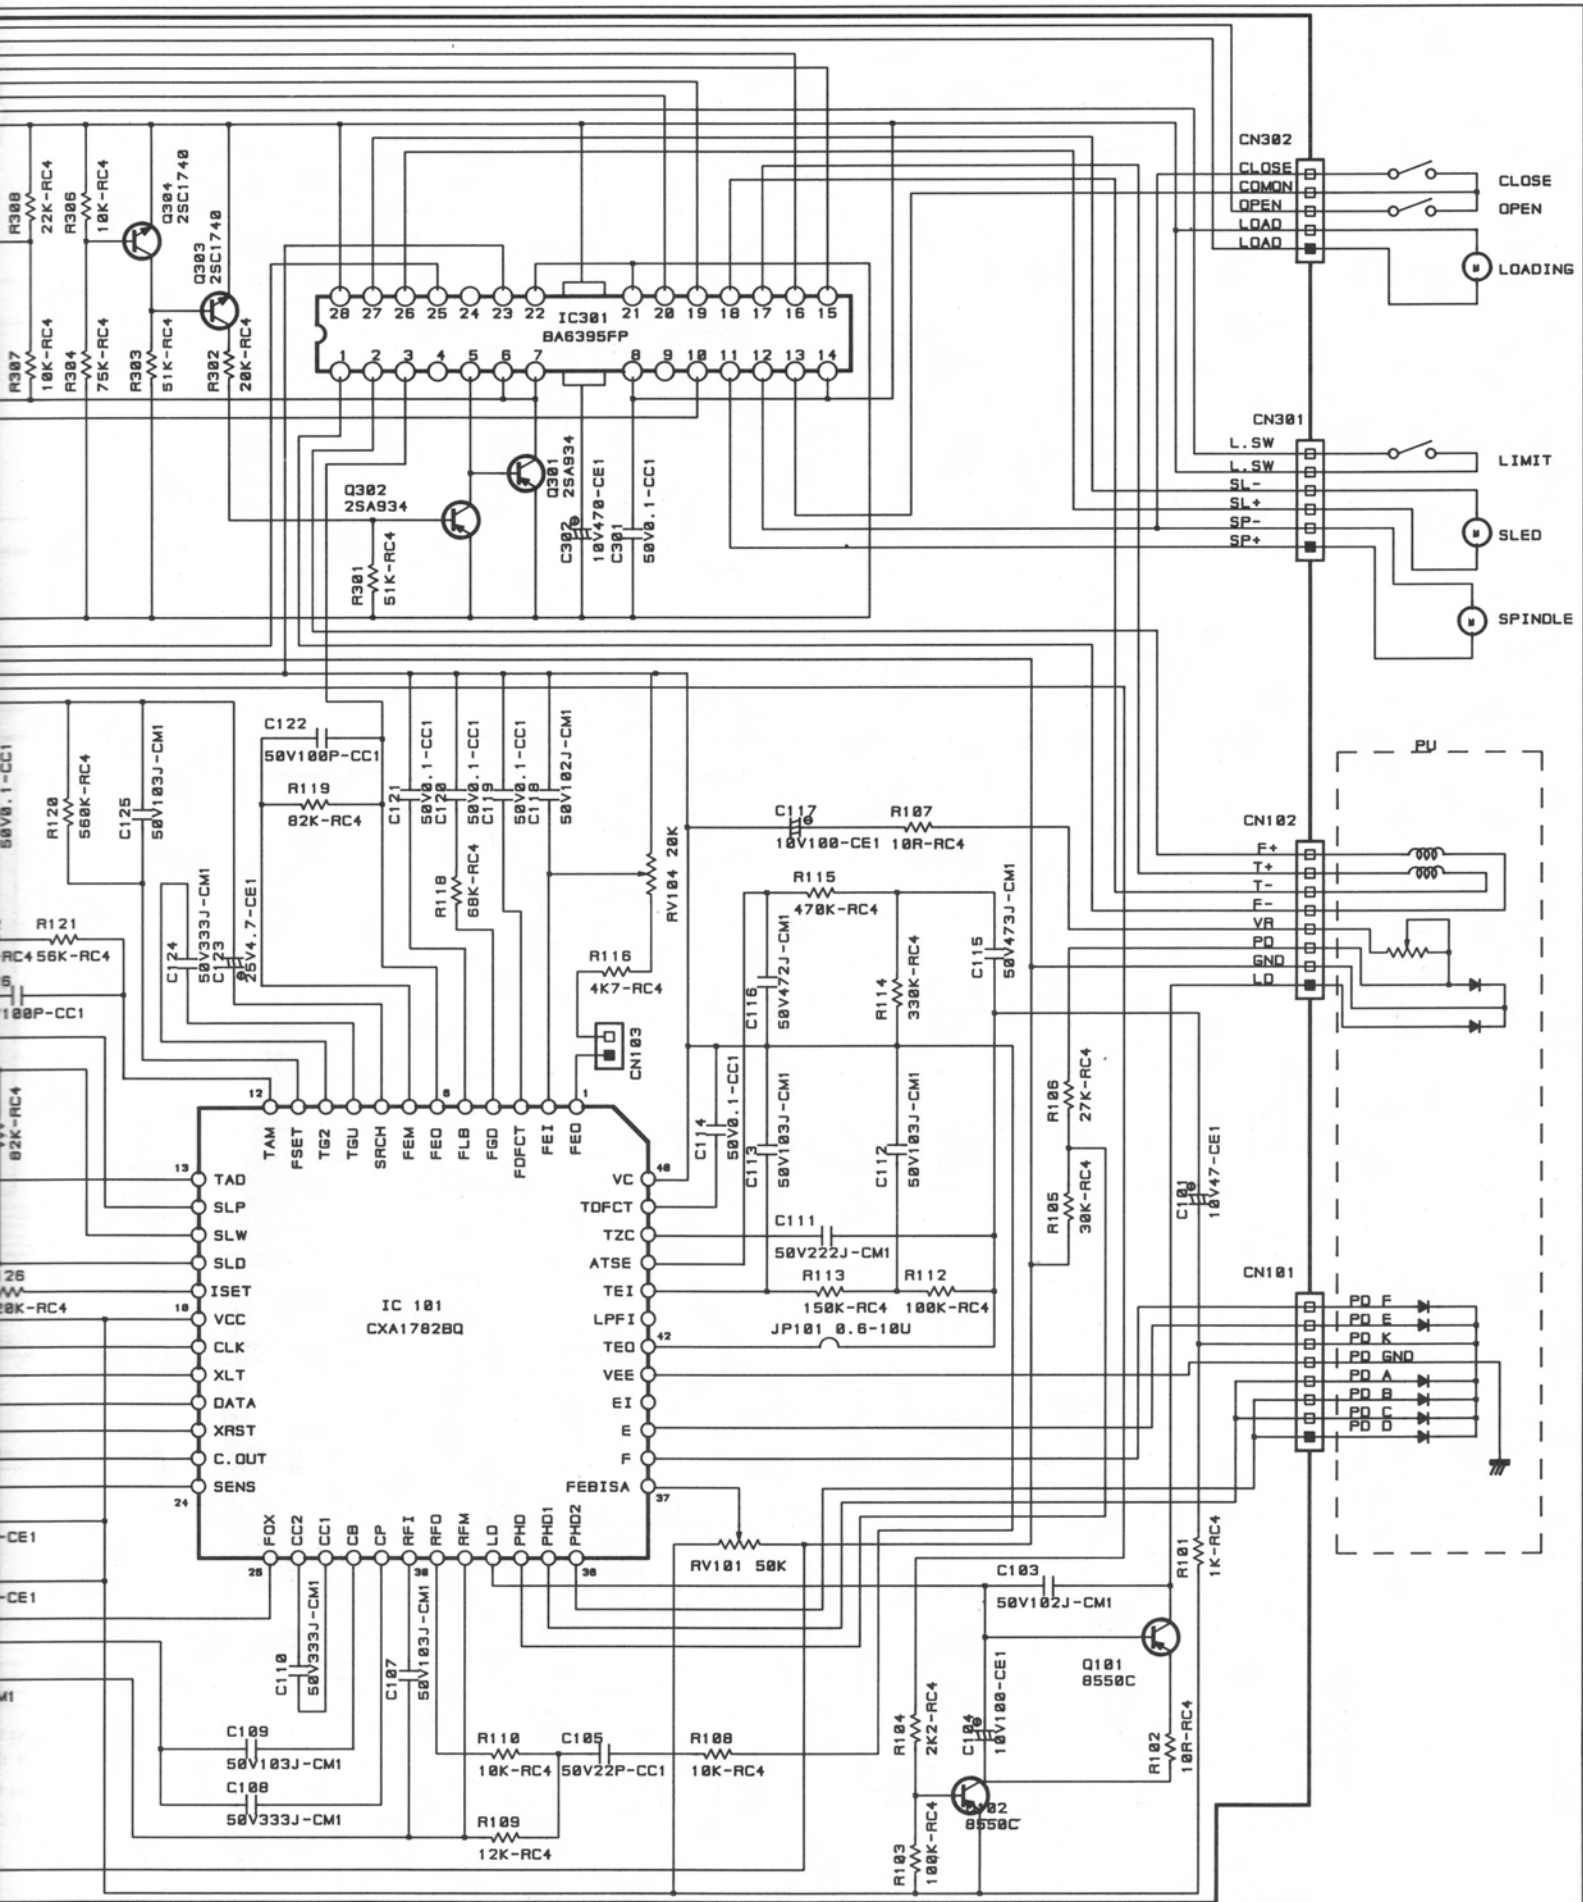 CN302
CLOSE
COMON
OPEN
LOAD
LOAD
CLOSE
OPEN
M LOADING
R308
22K-RC4
R306
10K-RC4
Q304
2SC1740
Q303
2SC1740
R307
10K-RC4
R304
75K-RC4
R303
51K-RC4
R302
20K-RC4
28 27 26 25 24 23 22 21 20 19 18 17 16 15
IC301
BA6395FP
1 2 3 4 5 6 7 8 9 10 11 12 13 14
CN301
L.SW
L.SW
SL-
SL+
SP-
SP+
LIMIT
M SLED
M SPINDLE
Q302
2SA934
Q301
2SA934
R301
51K-RC4
C302
10V470-CE1
C301
50V0.1-CC1
50V0.1-CC1
R120
560K-RC4
C125
50V103J-CM1
C122
50V100P-CC1
R119
82K-RC4
C121
50V0.1-CC1
C120
50V0.1-CC1
C119
50V0.1-CC1
C118
50V102J-CM1
R118
68K-RC4
RV104 20K
C124
50V333J-CM1
C123
25V4.7-CE1
R121
-RC4 56K-RC4
100P-CC1
82K-RC4
R116
4K7-RC4
CN103
C117
10V100-CE1
R107
10R-RC4
R115
470K-RC4
C116
50V472J-CM1
R114
330K-RC4
C115
50V473J-CM1
C114
50V0.1-CC1
C113
50V103J-CM1
C112
50V103J-CM1
R106
27K-RC4
R105
30K-RC4
C101
10V47-CE1
PU
CN102
F+
T+
T-
F-
VR
PD
GND
LD
12 6 1
TAM FSET TG2 TGU SRCH FEM FEO FLB FGD FDFCT FEI FEO
13 TAD
SLP
SLW
SLD
ISET
18 VCC
CLK
XLT
DATA
XRST
C.OUT
SENS
24
26
20K-RC4
IC 101
CXA1782BQ
VC 48
TDFCT
TZC
ATSE
TEI
LPFI
TEO 42
VEE
EI
E
F
FEBISA
37
C111
50V222J-CM1
R113
150K-RC4
R112
100K-RC4
JP101 0.6-10U
CN101
PD F
PD E
PD K
PD GND
PD A
PD B
PD C
PD D
FOX CC2 CC1 CB CP RFI RFO RFM LD PHD PHD1 PHD2
25 30 36
-CE1
-CE1
M1
RV101 50K
C110
50V333J-CM1
C107
50V103J-CM1
C109
50V103J-CM1
C108
50V333J-CM1
R110
10K-RC4
C105
50V22P-CC1
R108
10K-RC4
R109
12K-RC4
C103
50V102J-CM1
R101
1K-RC4
Q101
8550C
R104
2K2-RC4
C104
10V100-CE1
R102
10R-RC4
8550C
R103
100K-RC4